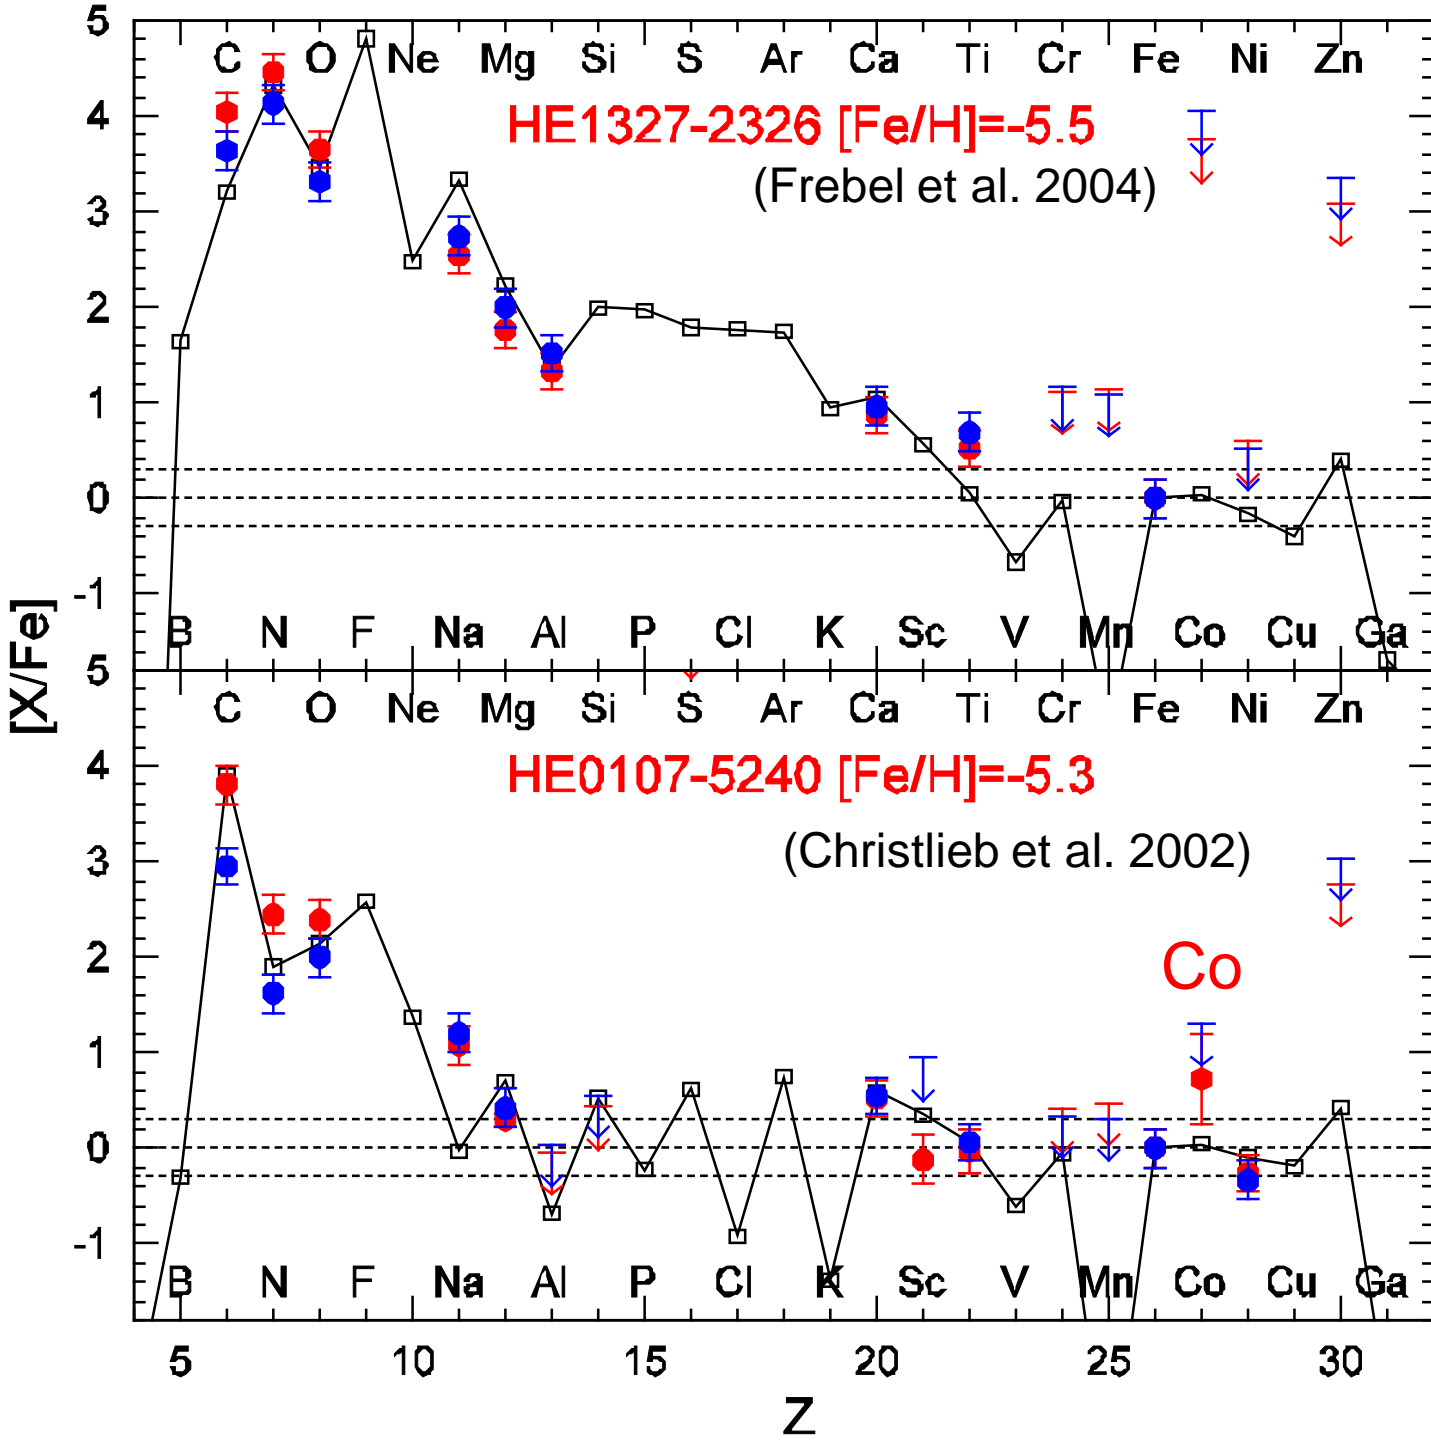 [X/Fe]
5
C O Ne Mg Si S Ar Ca Ti Cr Fe Ni Zn
4
HE1327-2326 [Fe/H]=-5.5
(Frebel et al. 2004)
3
2
1
0
-1
B N F Na Al P Cl K Sc V Mn Co Cu Ga
5
C O Ne Mg Si S Ar Ca Ti Cr Fe Ni Zn
4
HE0107-5240 [Fe/H]=-5.3
(Christlieb et al. 2002)
3
Co
2
1
0
-1
B N F Na Al P Cl K Sc V Mn Co Cu Ga
5 10 15 20 25 30
Z